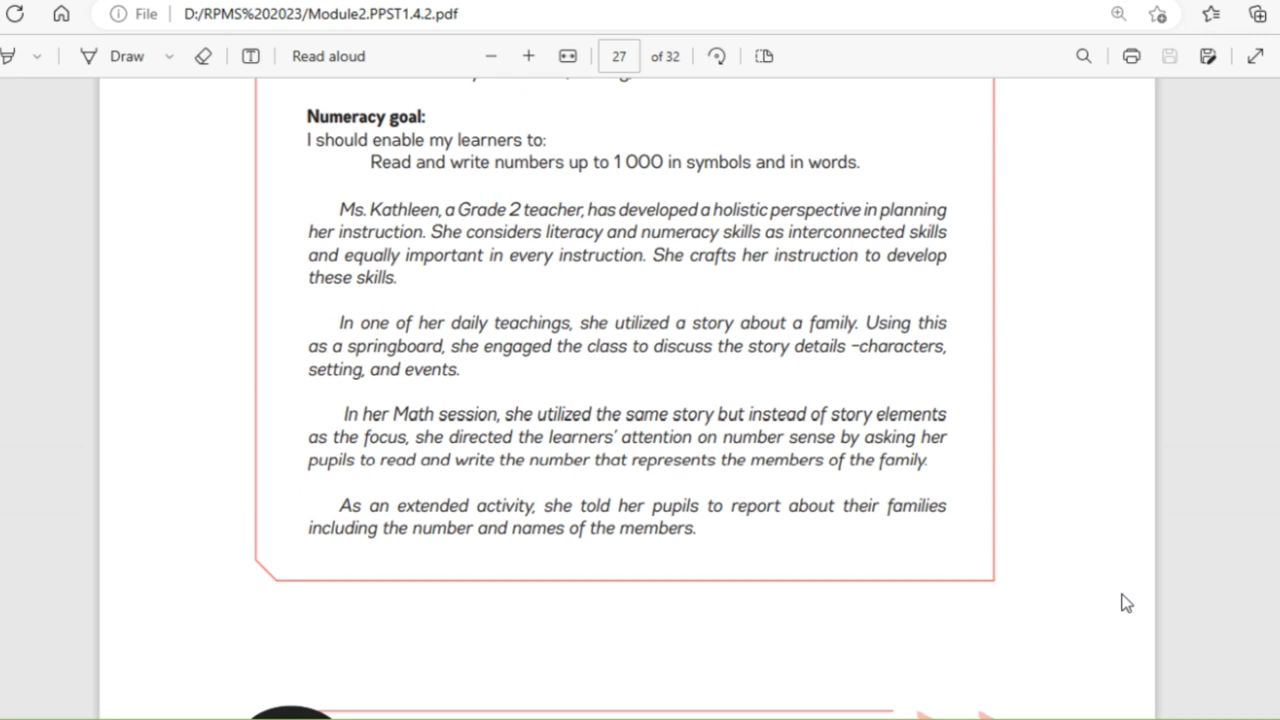 File
D:/RPMS%202023/Module2.PPST1.4.2.pdf
Draw
Read aloud
27 of 32
Numeracy goal:
I should enable my learners to:
Read and write numbers up to 1 000 in symbols and in words.
Ms. Kathleen, a Grade 2 teacher, has developed a holistic perspective in planning
her instruction. She considers literacy and numeracy skills as interconnected skills
and equally important in every instruction. She crafts her instruction to develop
these skills.
In one of her daily teachings, she utilized a story about a family. Using this
as a springboard, she engaged the class to discuss the story details –characters,
setting, and events.
In her Math session, she utilized the same story but instead of story elements
as the focus, she directed the learners’ attention on number sense by asking her
pupils to read and write the number that represents the members of the family.
As an extended activity, she told her pupils to report about their families
including the number and names of the members.